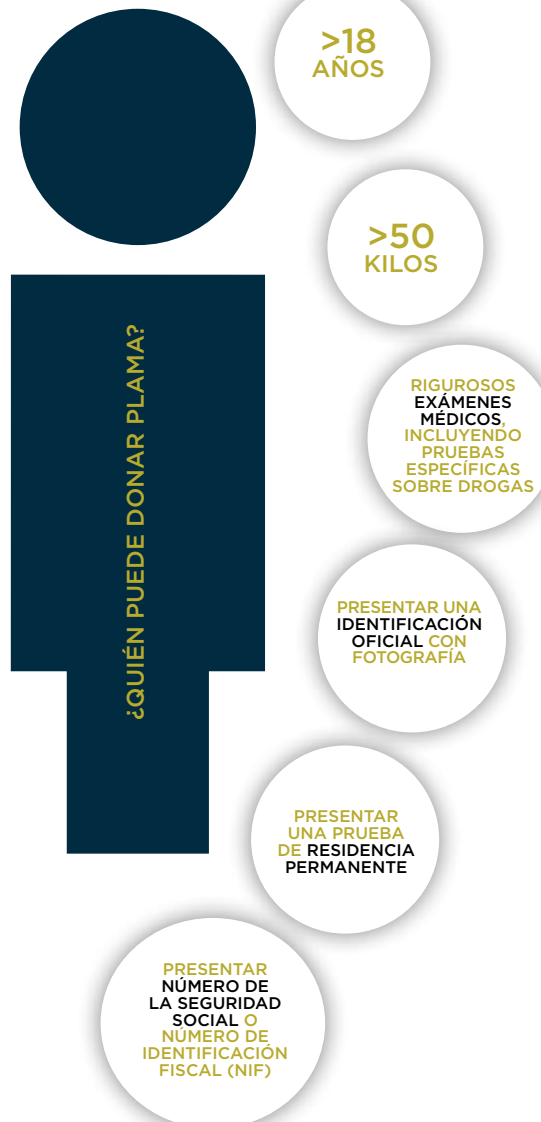 ¿QUIÉN PUEDE DONAR PLAMA?
>18
AÑOS
>50
KILOS
RIGUROSOS
EXÁMENES
MÉDICOS,
INCLUYENDO
PRUEBAS
ESPECÍFICAS
SOBRE DROGAS
PRESENTAR UNA
IDENTIFICACIÓN
OFICIAL CON
FOTOGRAFÍA
PRESENTAR
UNA PRUEBA
DE RESIDENCIA
PERMANENTE
PRESENTAR
NÚMERO DE
LA SEGURIDAD
SOCIAL O
NÚMERO DE
IDENTIFICACIÓN
FISCAL (NIF)